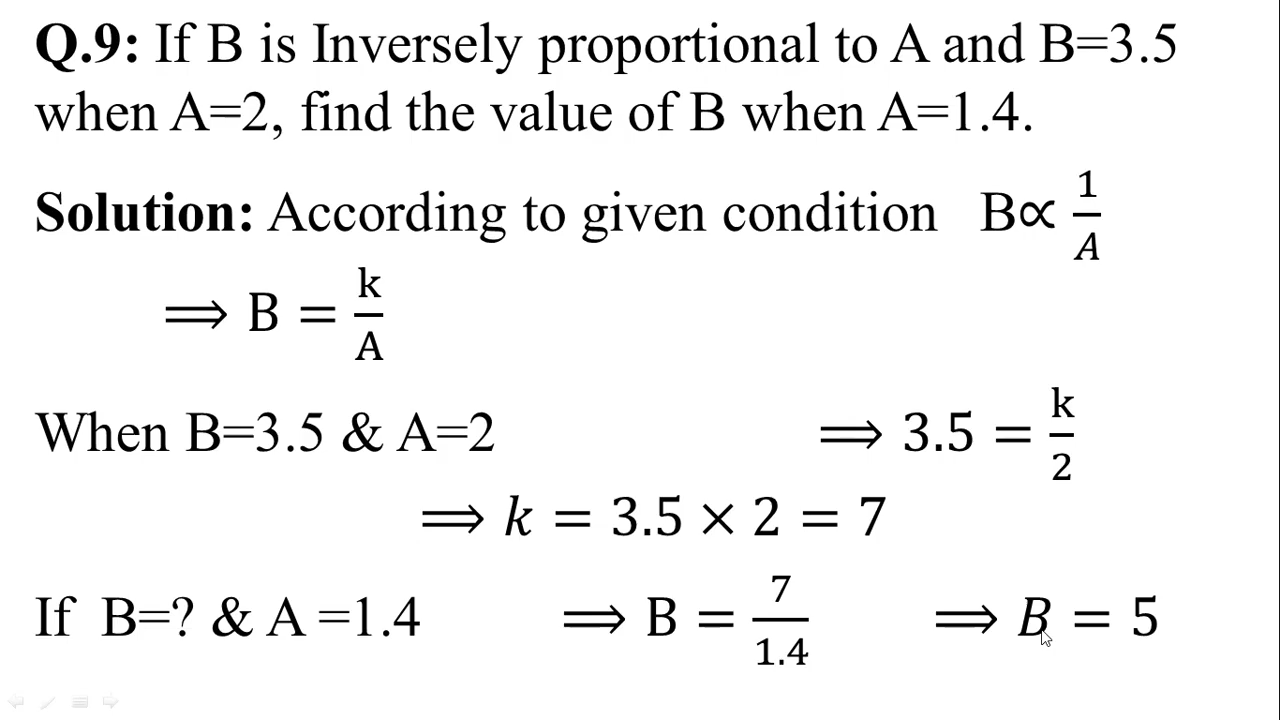 Q.9: If B is Inversely proportional to A and B=3.5
when A=2, find the value of B when A=1.4.
Solution: According to given condition B∝ 1/A
⟹ B = k/A
When B=3.5 & A=2 ⟹ 3.5 = k/2
⟹ k = 3.5 × 2 = 7
If B=? & A =1.4 ⟹ B = 7/1.4 ⟹ B = 5